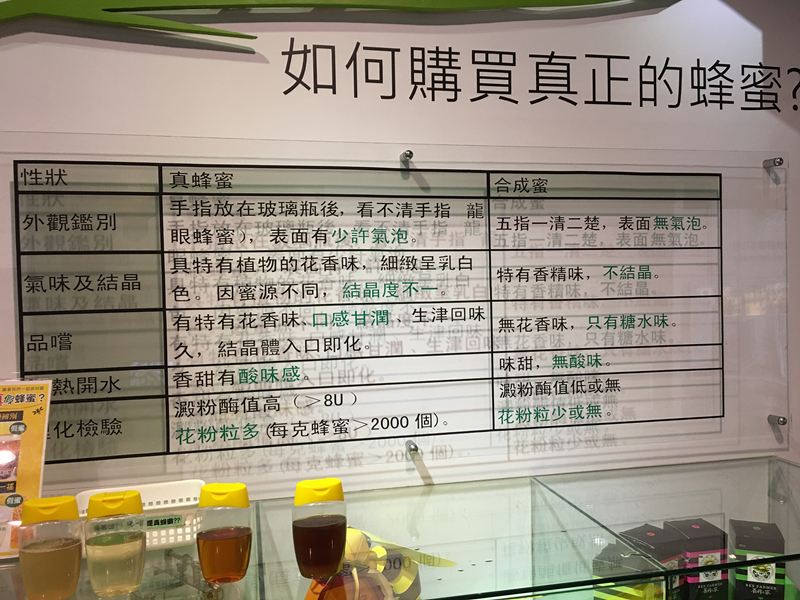 如何購買真正的蜂蜜?
性狀
真蜂蜜
合成蜜
外觀鑑別
手指放在玻璃瓶後，看不清手指 龍
眼蜂蜜)，表面有少許氣泡。
五指一清二楚，表面無氣泡。
氣味及結晶
具特有植物的花香味，細緻呈乳白
色。因蜜源不同，結晶度不一。
特有香精味，不結晶。
品嚐
有特有花香味、口感甘潤、生津回味
久，結晶體入口即化。
無花香味，只有糖水味。
熱開水
香甜有酸味感。
味甜，無酸味。
化檢驗
澱粉酶值高（＞8U）
花粉粒多(每克蜂蜜＞2000 個)。
澱粉酶值低或無
花粉粒少或無。
蜂蜜?
假蜜
BEE FARMER